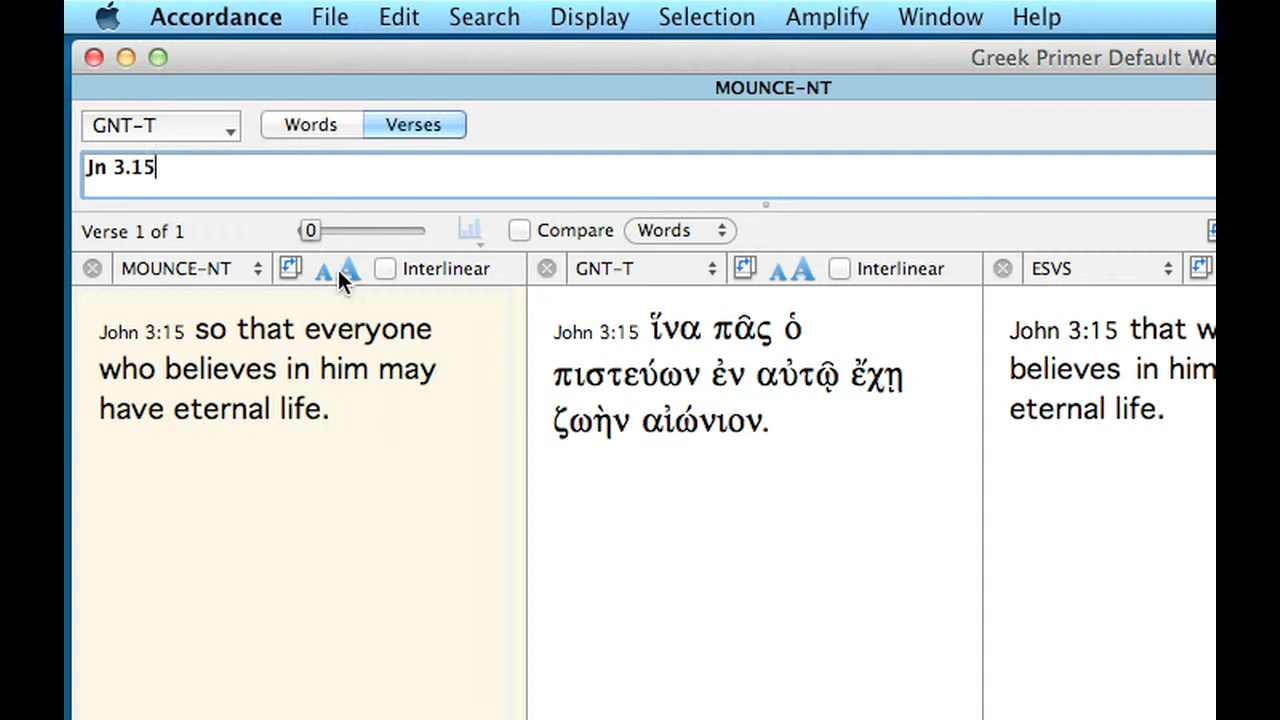 Accordance File Edit Search Display Selection Amplify Window Help
Greek Primer Default Wo
MOUNCE-NT
GNT-T Words Verses
Jn 3.15
Verse 1 of 1 0 Compare Words
MOUNCE-NT A A Interlinear GNT-T A A Interlinear ESVS
John 3:15 so that everyone
who believes in him may
have eternal life.
John 3:15 ἵνα πᾶς ὁ
πιστεύων ἐν αὐτῷ ἔχῃ
ζωὴν αἰώνιον.
John 3:15 that w
believes in him
eternal life.